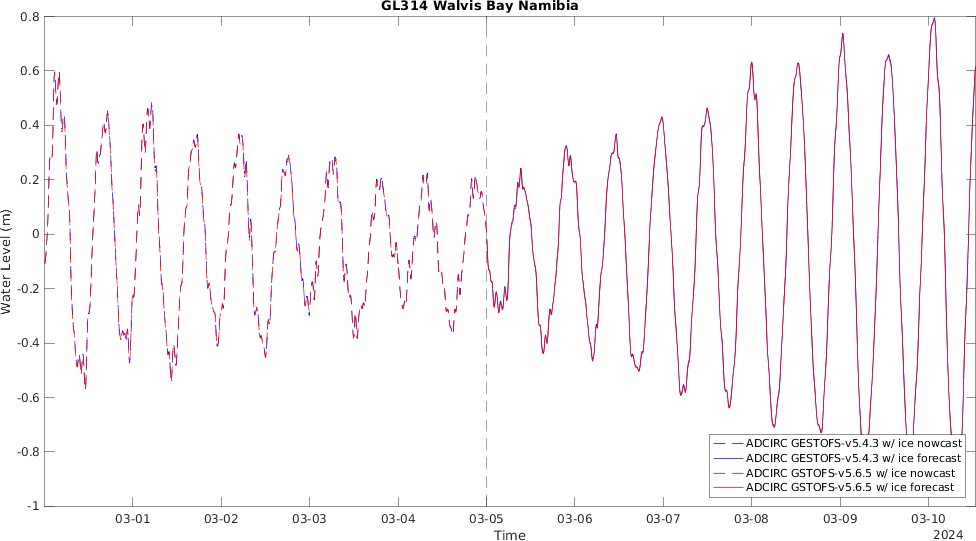 GL314 Walvis Bay Namibia
Water Level (m)
0.8
0.6
0.4
0.2
0
-0.2
-0.4
-0.6
-0.8
-1
ADCIRC GESTOFS-v5.4.3 w/ ice nowcast
ADCIRC GESTOFS-v5.4.3 w/ ice forecast
ADCIRC GSTOFS-v5.6.5 w/ ice nowcast
ADCIRC GSTOFS-v5.6.5 w/ ice forecast
03-01 03-02 03-03 03-04 03-05 03-06 03-07 03-08 03-09 03-10
Time
2024